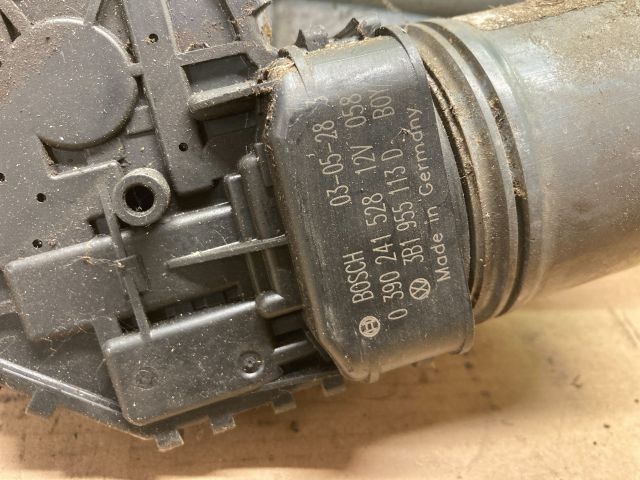 BOSCH 03-05-28
0 390 241 528 12V 058
3B1 955 113 D BOY
Made in Germany